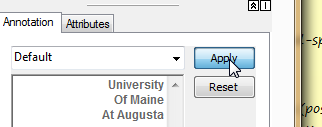 Annotation Attributes
Default Apply
Reset
University
Of Maine
At Augusta